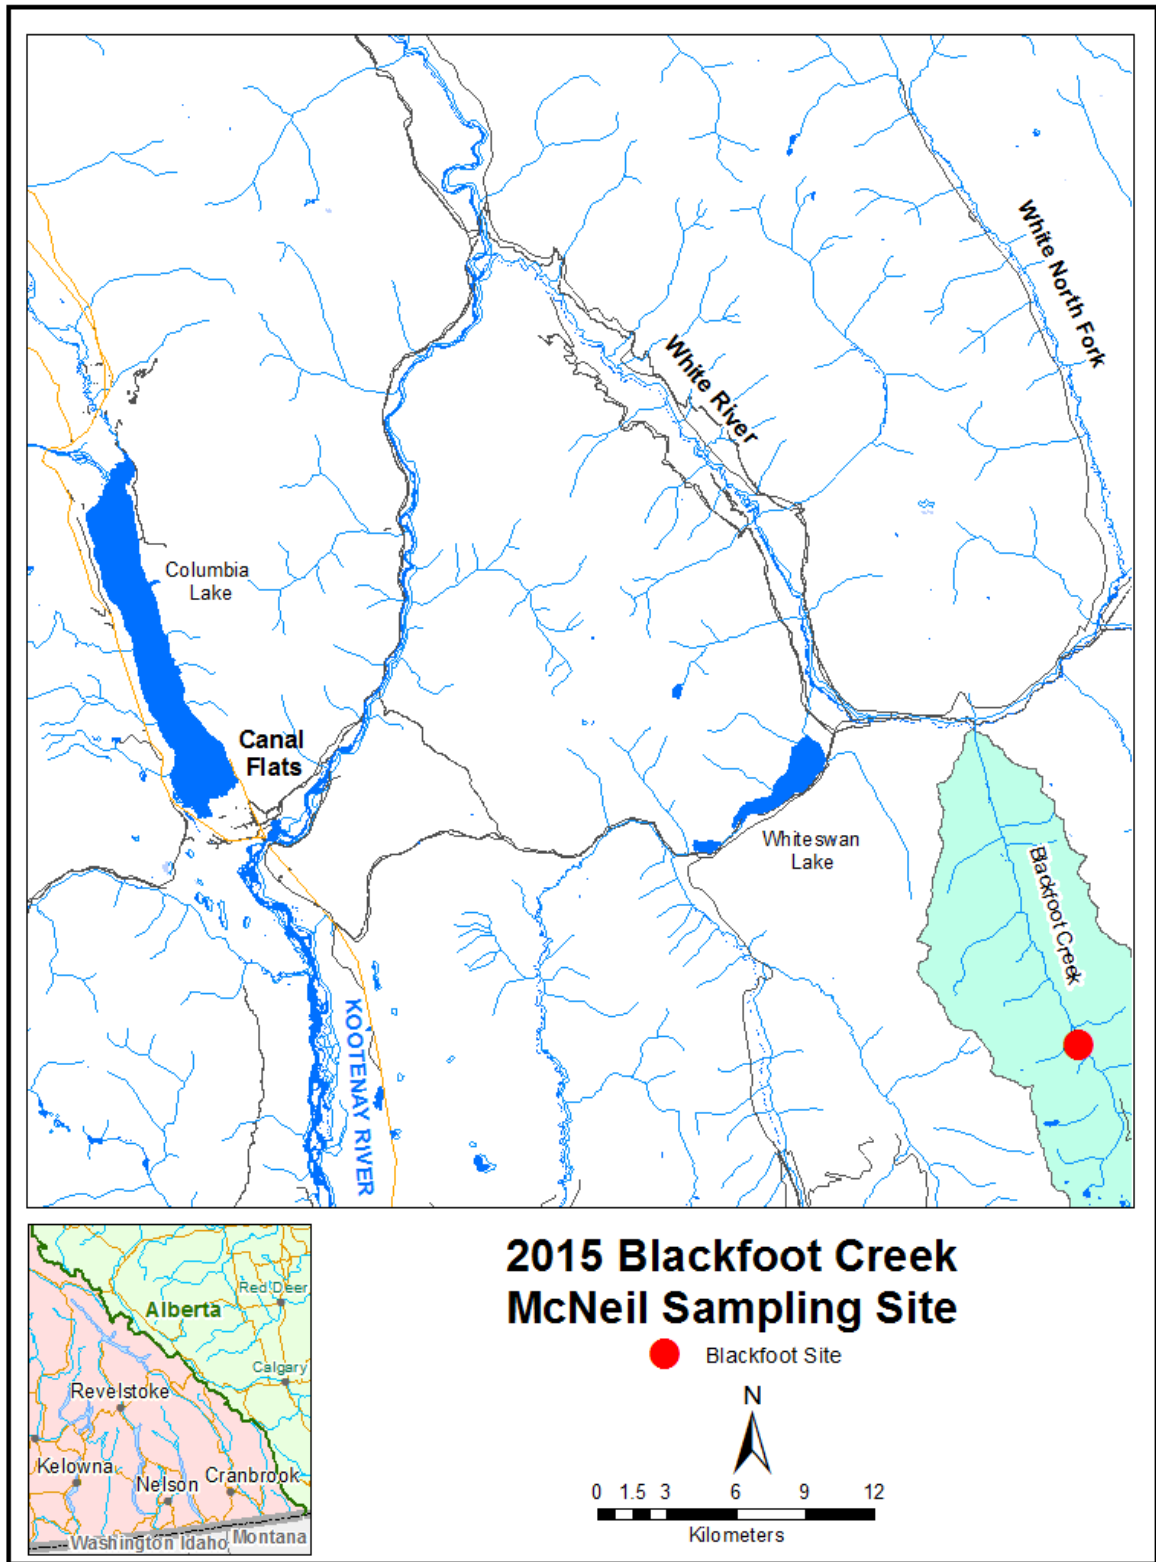 White North Fork
White River
Columbia
Lake
Canal
Flats
Whiteswan
Lake
Blackfoot Creek
KOOTENAY RIVER
2015 Blackfoot Creek
McNeil Sampling Site
Blackfoot Site
N
0 1.5 3 6 9 12
Kilometers
Red Deer
Alberta
Calgary
Revelstoke
Kelowna
Nelson
Cranbrook
Washington Idaho Montana